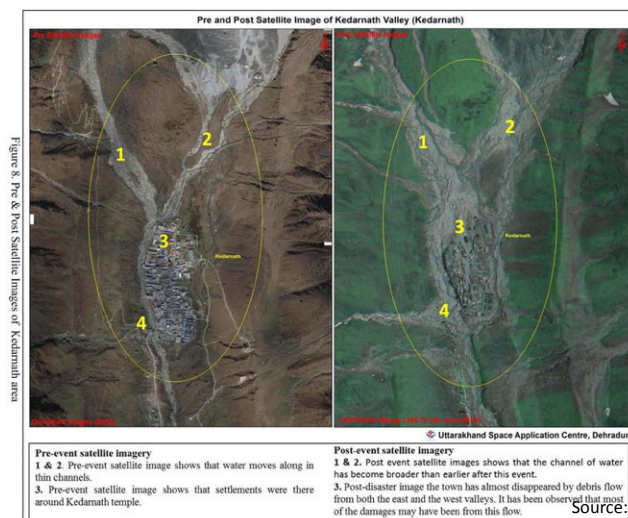 Pre and Post Satellite Image of Kedarnath Valley (Kedarnath)
1
2
3
Kedarnath
4
1
2
3
Kedarnath
4
Figure 8. Pre & Post Satellite Images of Kedarnath area
Uttarakhand Space Application Centre, Dehradun
Pre-event satellite imagery
1 & 2. Pre-event satellite image shows that water moves along in
thin channels.
3. Pre-event satellite image shows that settlements were there
around Kedarnath temple.
Post-event satellite imagery
1 & 2. Post event satellite images shows that the channel of water
has become broader than earlier after this event.
3. Post-disaster image the town has almost disappeared by debris flow
from both the east and the west valleys. It has been observed that most
of the damages may have been from this flow.
Source: